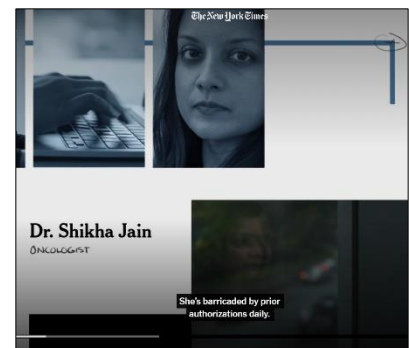 The New York Times
Dr. Shikha Jain
ONCOLOGIST
She's barricaded by prior
authorizations daily.